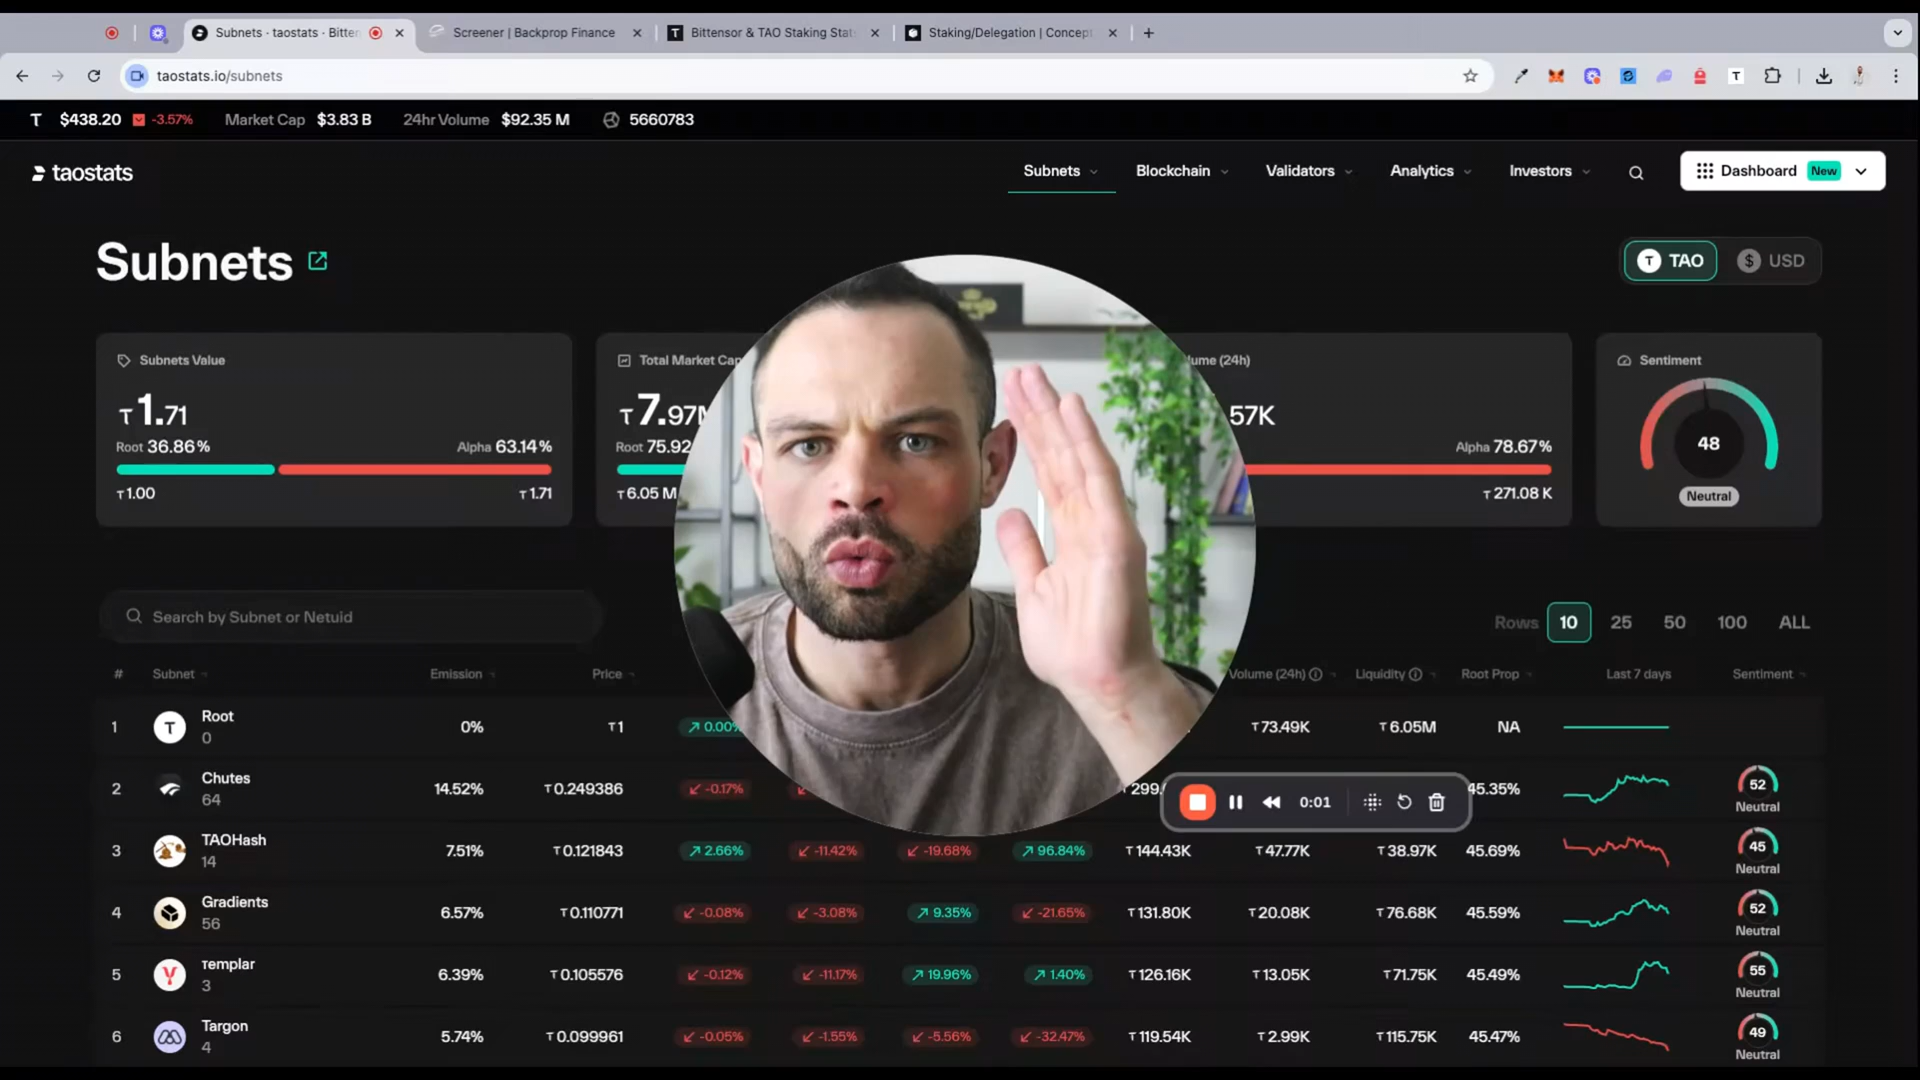 Subnets · taostats · Bitten
Screener | Backprop Finance
Bittensor & TAO Staking Stat
Staking/Delegation | Concep
taostats.io/subnets
T $438.20 -3.57% Market Cap $3.83 B 24hr Volume $92.35 M 5660783
taostats
Subnets Blockchain Validators Analytics Investors Dashboard New
Subnets
TAO $ USD
Subnets Value
τ1.71
Root 36.86% Alpha 63.14%
τ1.00 τ1.71
Total Market Cap
τ7.97M
Root 75.92
τ6.05 M
ume (24h)
57K
Alpha 78.67%
τ271.08 K
Sentiment
48
Neutral
Search by Subnet or Netuid
Rows 10 25 50 100 ALL
# Subnet Emission Price Volume (24h) Liquidity Root Prop Last 7 days Sentiment
1 T Root 0 0% τ1 0.00% τ73.49K τ6.05M NA
2 Chutes 64 14.52% τ0.249386 -0.17% τ299. 45.35% 52 Neutral
0:01
3 TAOHash 14 7.51% τ0.121843 2.66% -11.42% -19.68% 96.84% τ144.43K τ47.77K τ38.97K 45.69% 45 Neutral
4 Gradients 56 6.57% τ0.110771 -0.08% -3.08% 9.35% -21.65% τ131.80K τ20.08K τ76.68K 45.59% 52 Neutral
5 τemplar 3 6.39% τ0.105576 -0.12% -11.17% 19.96% 1.40% τ126.16K τ13.05K τ71.75K 45.49% 55 Neutral
6 Targon 4 5.74% τ0.099961 -0.05% -1.55% -5.56% -32.47% τ119.54K τ2.99K τ115.75K 45.47% 49 Neutral